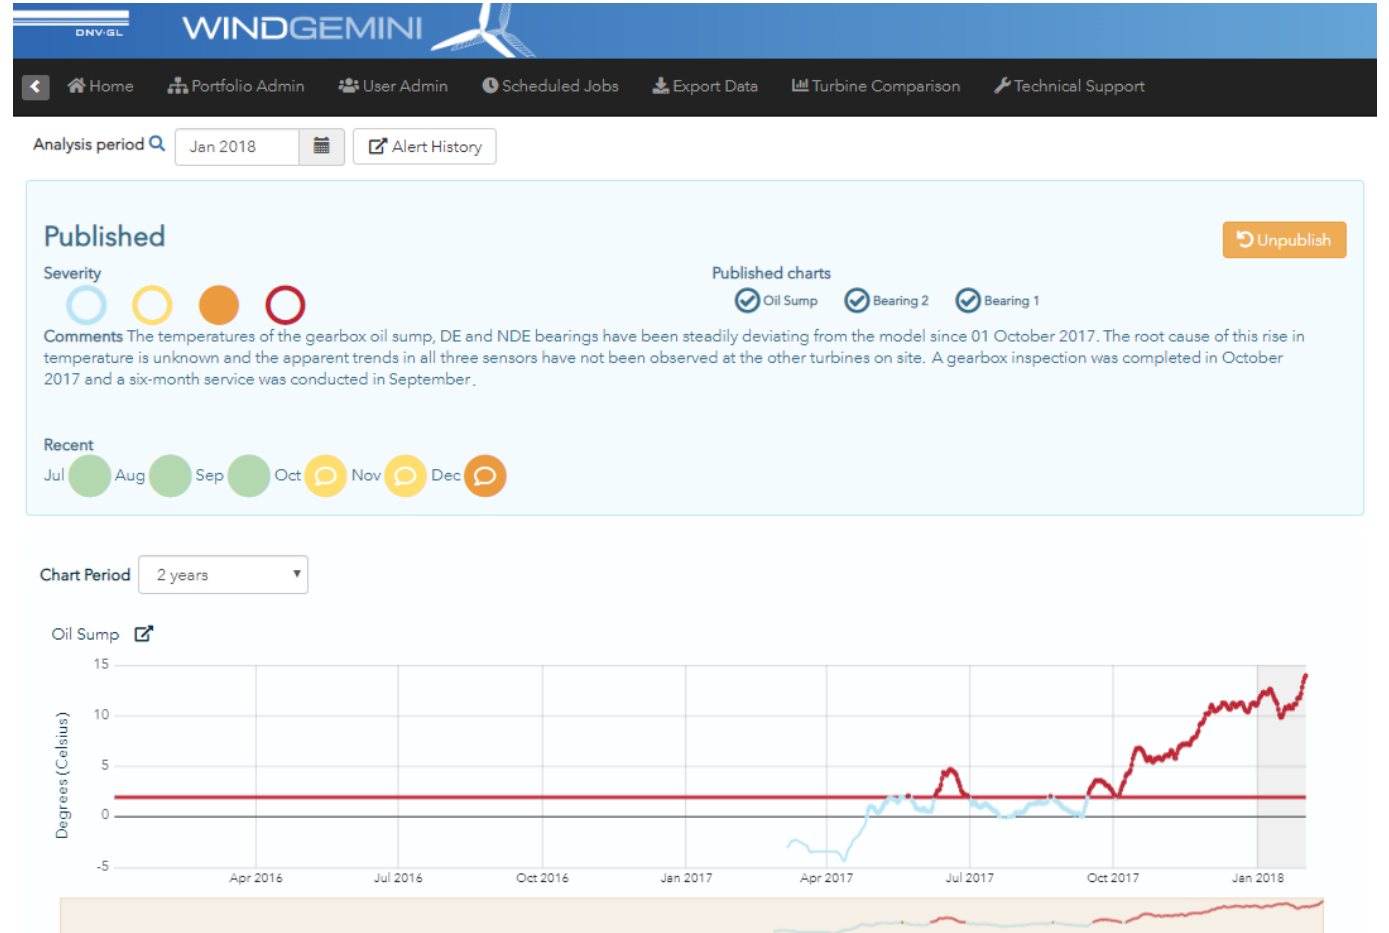 DNV·GL
WINDGEMINI
Home Portfolio Admin User Admin Scheduled Jobs Export Data Turbine Comparison Technical Support
Analysis period Jan 2018 Alert History
Published
Unpublish
Severity
Published charts
Oil Sump Bearing 2 Bearing 1
Comments The temperatures of the gearbox oil sump, DE and NDE bearings have been steadily deviating from the model since 01 October 2017. The root cause of this rise in
temperature is unknown and the apparent trends in all three sensors have not been observed at the other turbines on site. A gearbox inspection was completed in October
2017 and a six-month service was conducted in September.
Recent
Jul Aug Sep Oct Nov Dec
Chart Period 2 years
Oil Sump
Degrees (Celsius)
15
10
5
0
-5
Apr 2016 Jul 2016 Oct 2016 Jan 2017 Apr 2017 Jul 2017 Oct 2017 Jan 2018